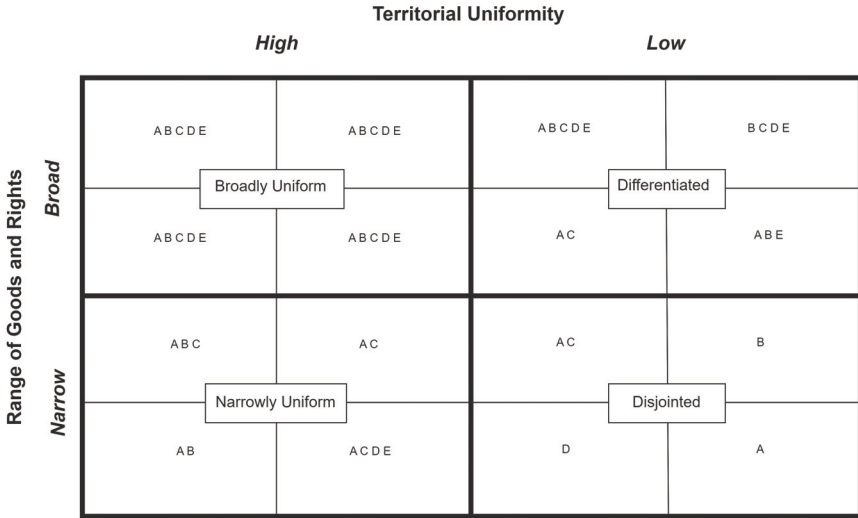 Territorial Uniformity
High Low
Range of Goods and Rights
Broad
A B C D E A B C D E A B C D E B C D E
Broadly Uniform Differentiated
A B C D E A B C D E A C A B E
Narrow
A B C A C A C B
Narrowly Uniform Disjointed
A B A C D E D A